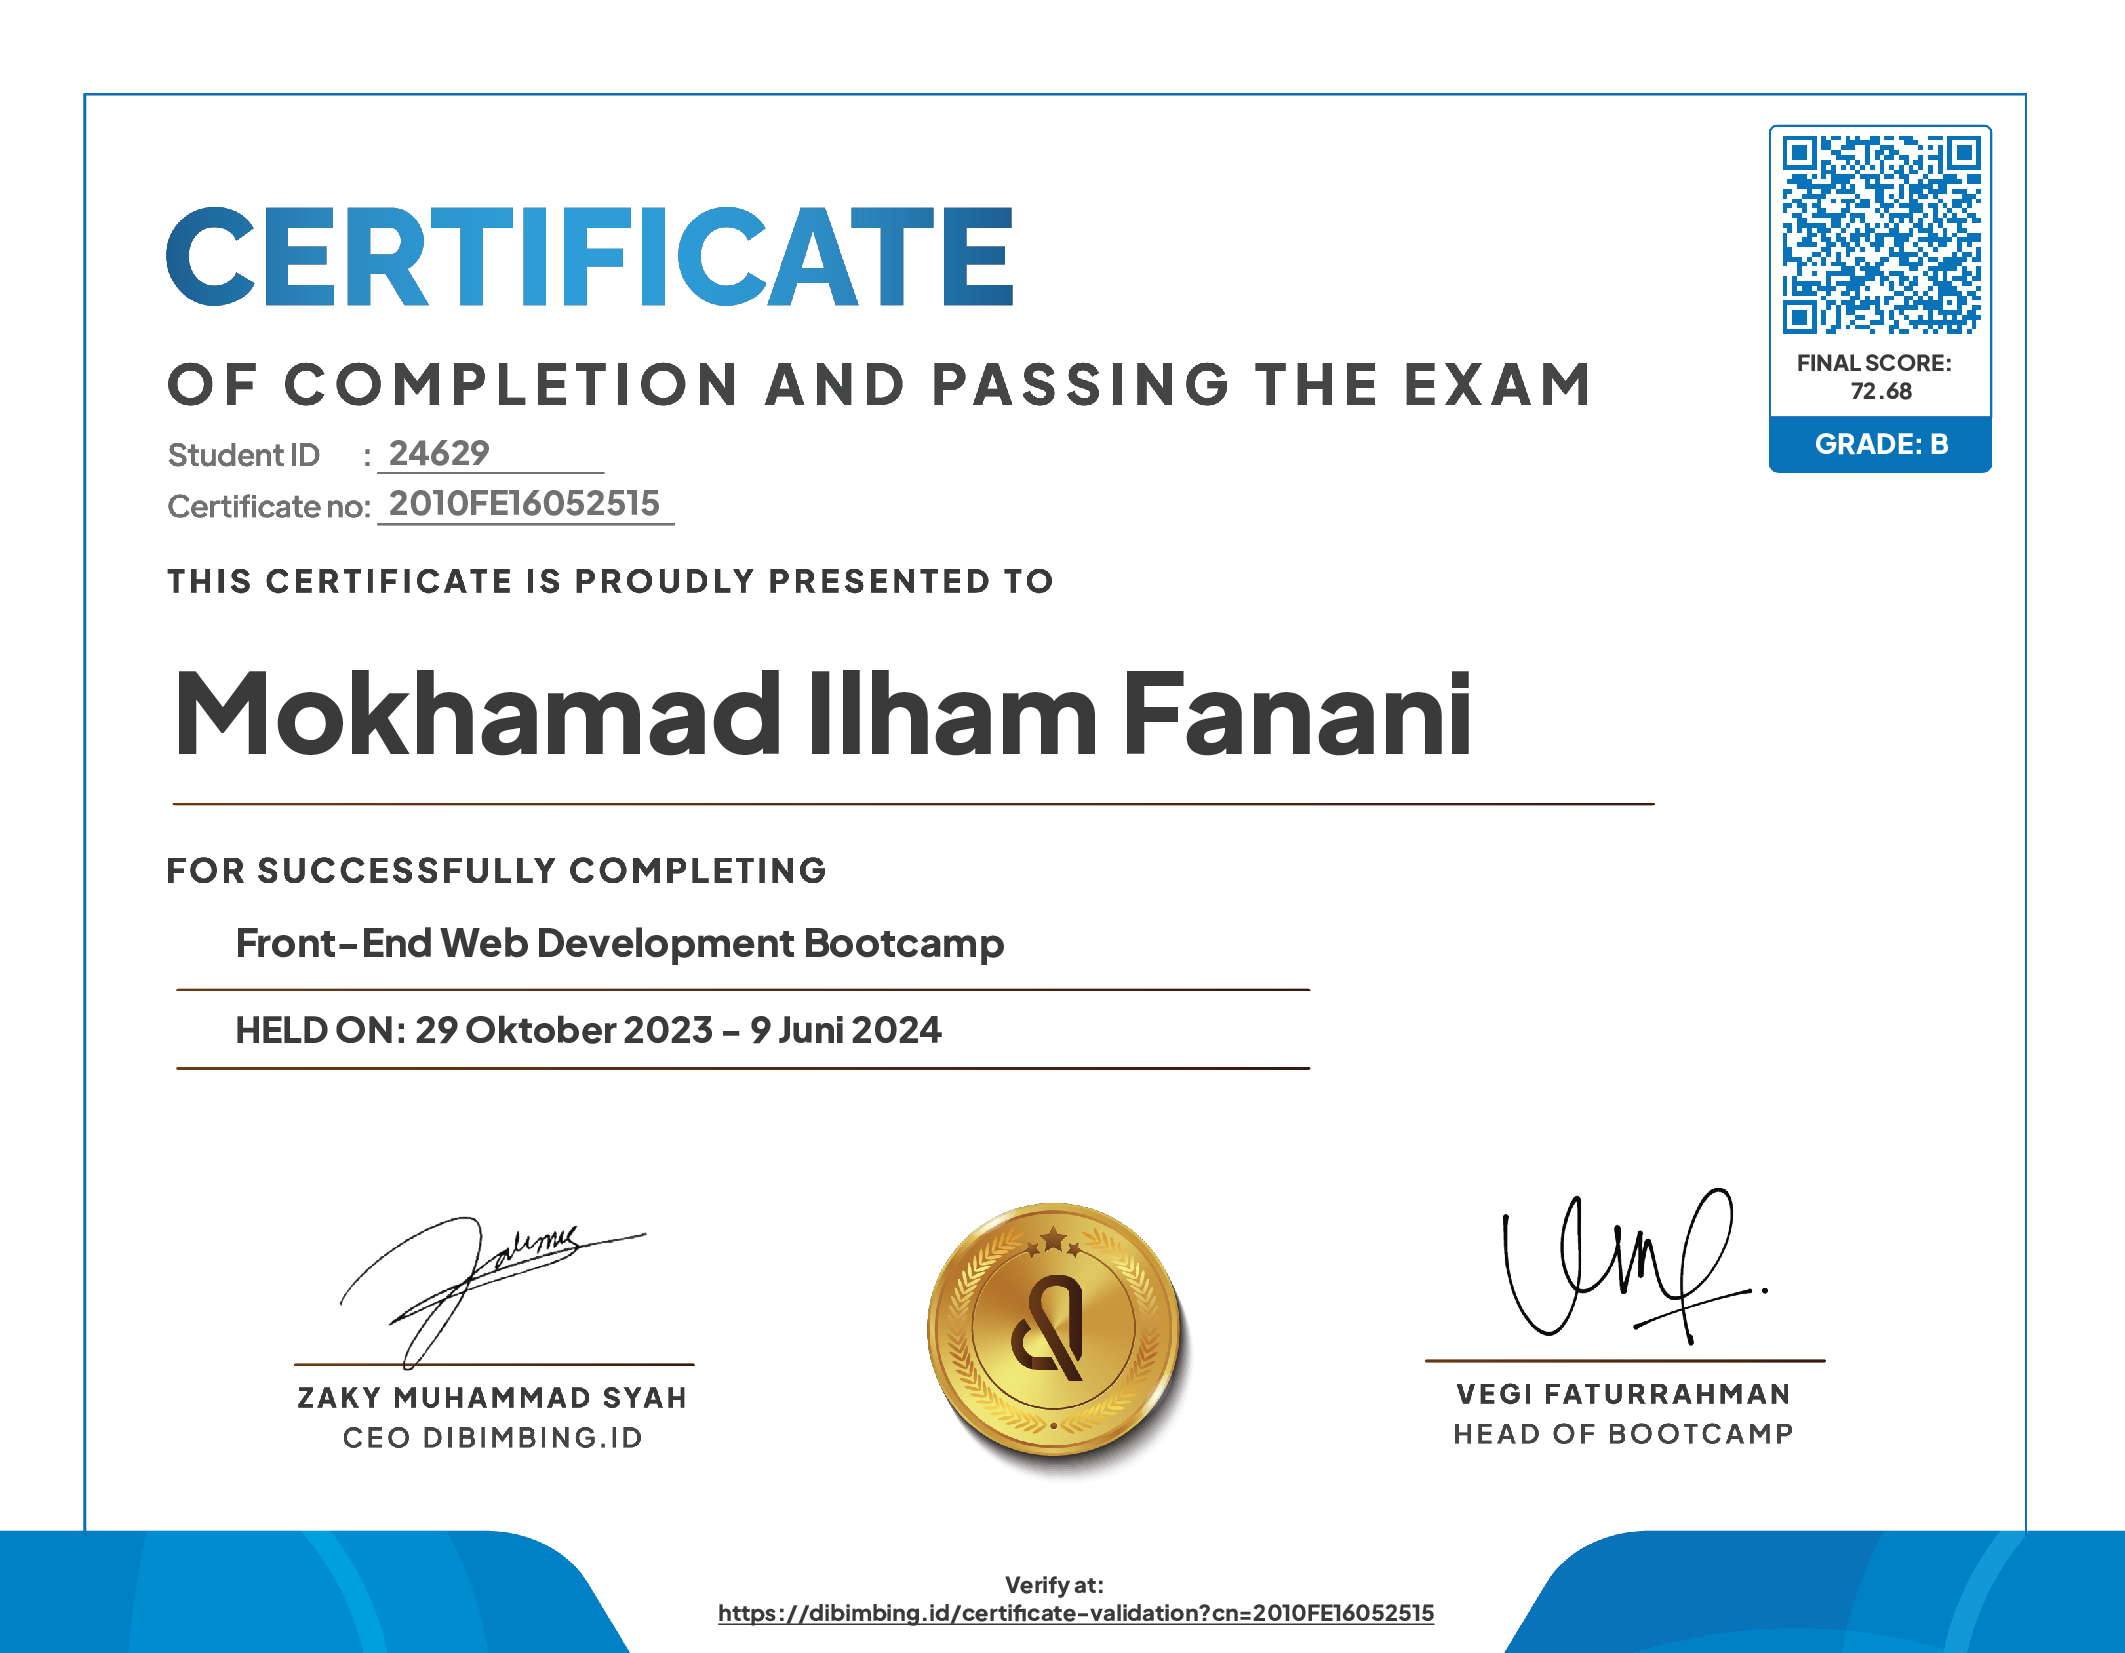 CERTIFICATE
OF COMPLETION AND PASSING THE EXAM
Student ID : 24629
Certificate no: 2010FE16052515
FINAL SCORE:
72.68
GRADE: B
THIS CERTIFICATE IS PROUDLY PRESENTED TO
Mokhamad Ilham Fanani
FOR SUCCESSFULLY COMPLETING
Front-End Web Development Bootcamp
HELD ON: 29 Oktober 2023 - 9 Juni 2024
ZAKY MUHAMMAD SYAH
CEO DIBIMBING.ID
VEGI FATURRAHMAN
HEAD OF BOOTCAMP
Verify at:
https://dibimbing.id/certificate-validation?cn=2010FE16052515